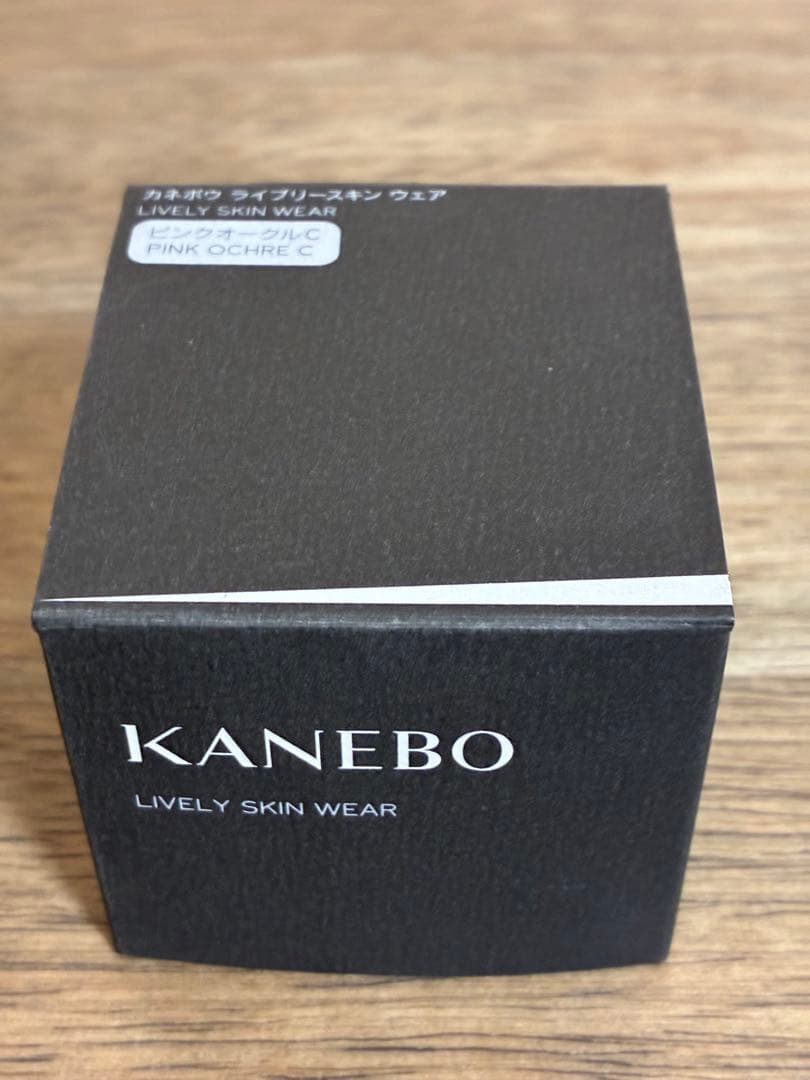 カネボウ ライブリースキン ウェア
LIVELY SKIN WEAR
ピンクオークルC
PINK OCHRE C
KANEBO
LIVELY SKIN WEAR